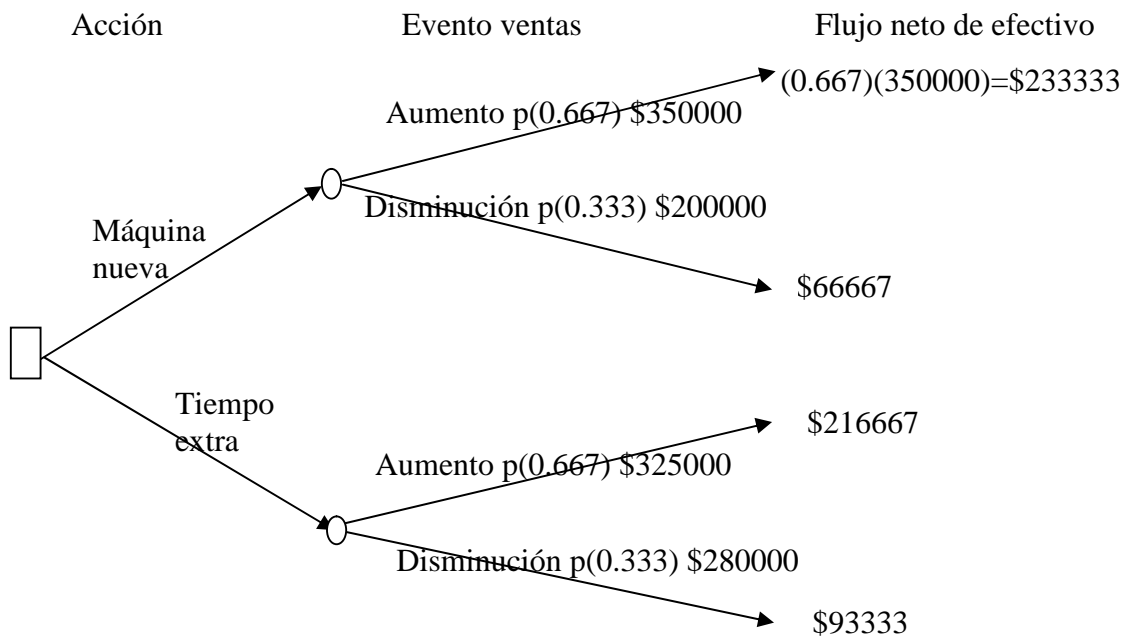 Acción Evento ventas Flujo neto de efectivo
(0.667)(350000)=$233333
Aumento p(0.667) $350000
Disminución p(0.333) $200000
Máquina
nueva
$66667
Tiempo
extra
$216667
Aumento p(0.667) $325000
Disminución p(0.333) $280000
$93333